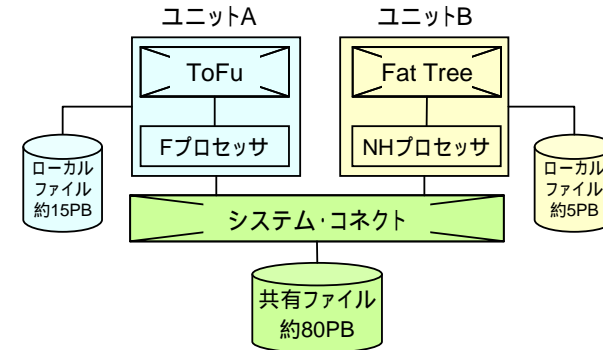 ユニットA
ユニットB
ToFu
Fat Tree
Fプロセッサ
NHプロセッサ
ローカル
ファイル
約15PB
ローカル
ファイル
約5PB
システム・コネクト
共有ファイル
約80PB